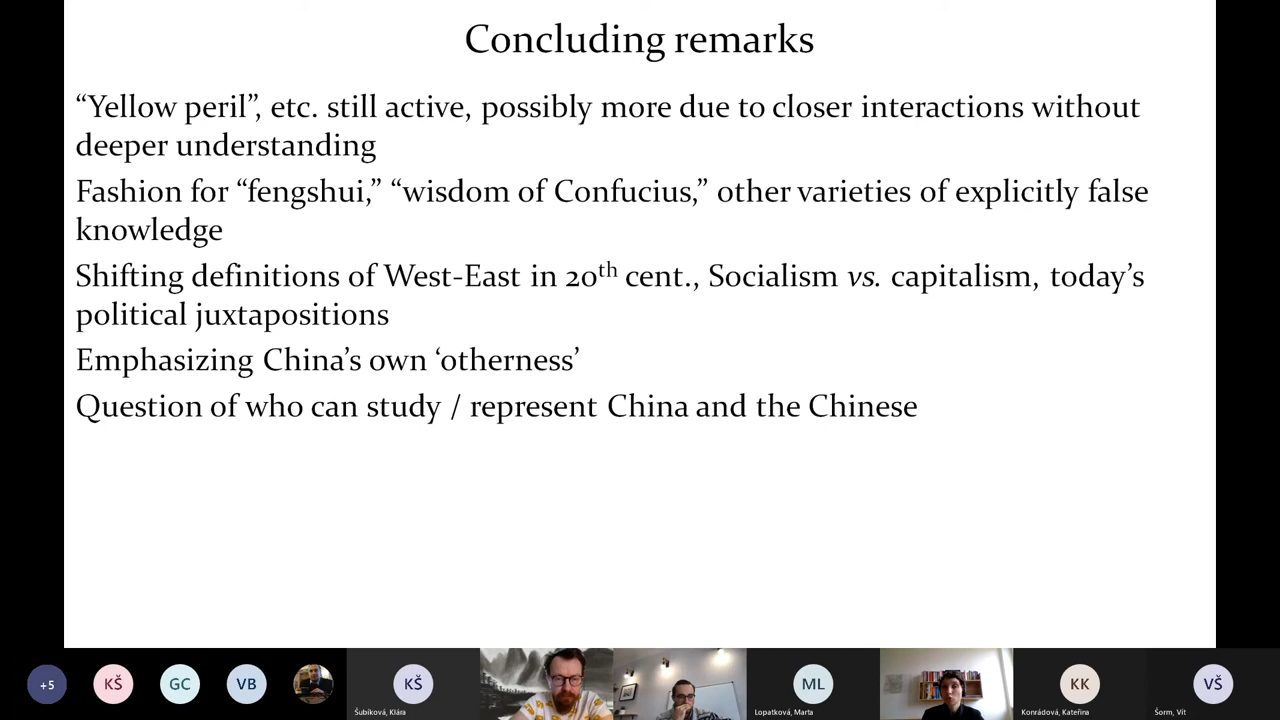 Concluding remarks
“Yellow peril”, etc. still active, possibly more due to closer interactions without
deeper understanding
Fashion for “fengshui,” “wisdom of Confucius,” other varieties of explicitly false
knowledge
Shifting definitions of West-East in 20th cent., Socialism vs. capitalism, today’s
political juxtapositions
Emphasizing China’s own ‘otherness’
Question of who can study / represent China and the Chinese
+5
KŠ
GC
VB
KŠ
Šubíková, Klára
ML
Lopatková, Marta
KK
Konrádová, Kateřina
VŠ
Šorm, Vít